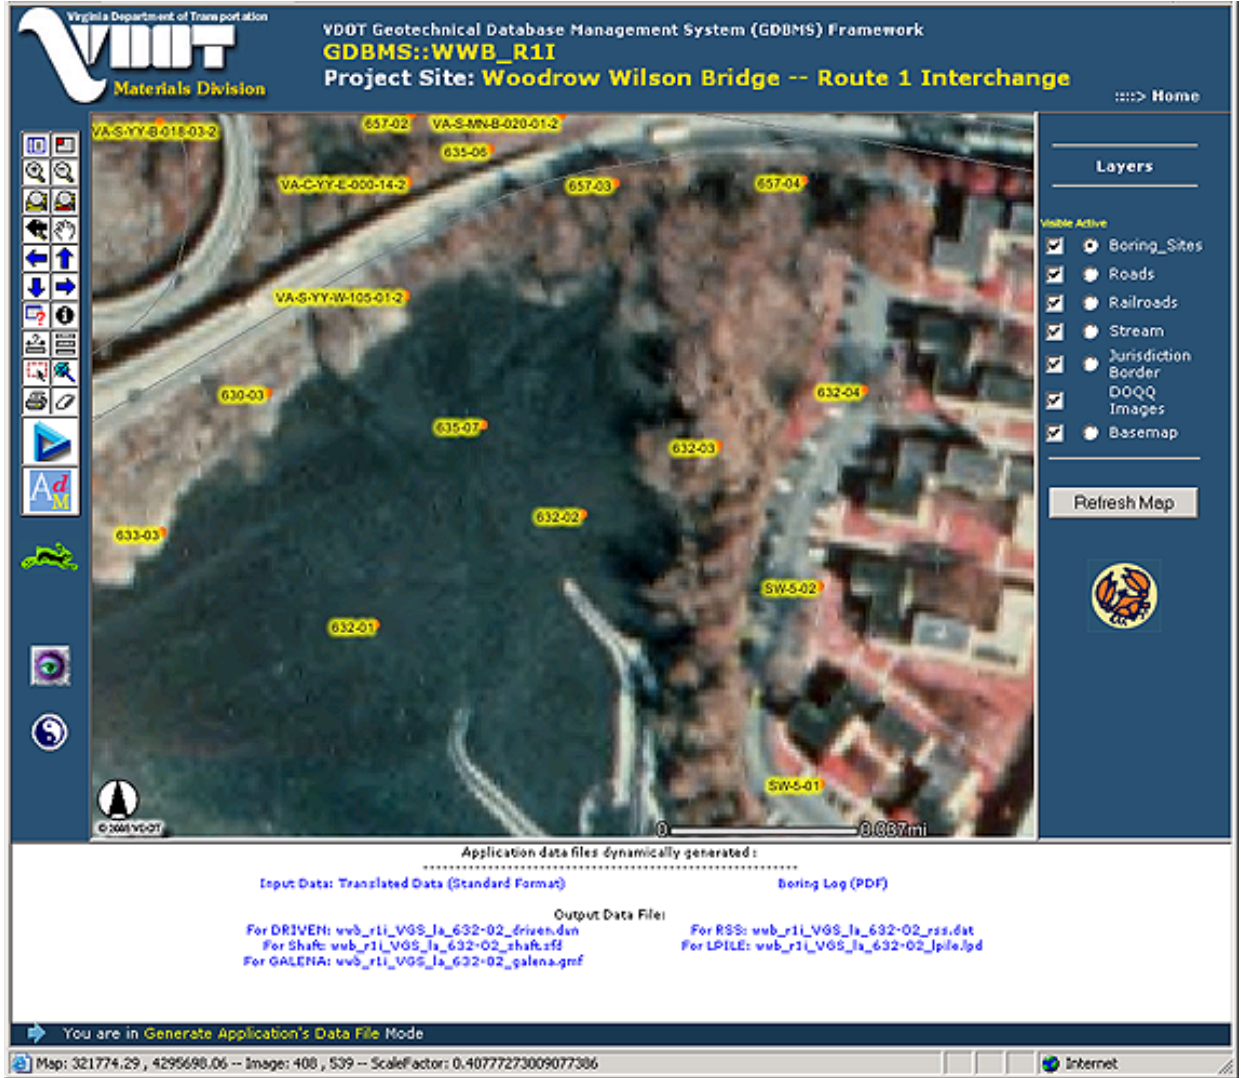 Virginia Department of Transportation
VDOT
Materials Division
VDOT Geotechnical Database Management System (GDBMS) Framework
GDBMS::WWB_R1I
Project Site: Woodrow Wilson Bridge -- Route 1 Interchange
::::> Home
VA-S-YY-B-018-03-2
657-02
VA-S-MN-B-020-01-2
635-06
VA-C-YY-E-000-14-2
657-03
657-04
VA-S-YY-W-105-01-2
630-03
632-04
635-07
632-03
632-02
633-03
SW-5-02
632-01
SW-5-01
© 2005 VDOT
0 0.037mi
Layers
Visible Active
Boring_Sites
Roads
Railroads
Stream
Jurisdiction
Border
DOQQ
Images
Basemap
Refresh Map
AdM
Application data files dynamically generated :
Input Data: Translated Data (Standard Format) Boring Log (PDF)
Output Data File:
For DRIVEN: wwb_r1i_VGS_la_632-02_driven.dvn For RSS: wwb_r1i_VGS_la_632-02_rss.dat
For Shaft: wwb_r1i_VGS_la_632-02_shaft.sfd For LPILE: wwb_r1i_VGS_la_632-02_lpile.lpd
For GALENA: wwb_r1i_VGS_la_632-02_galena.gmf
You are in Generate Application's Data File Mode
Map: 321774.29 , 4295698.06 -- Image: 408 , 539 -- ScaleFactor: 0.40777273009077386
Internet